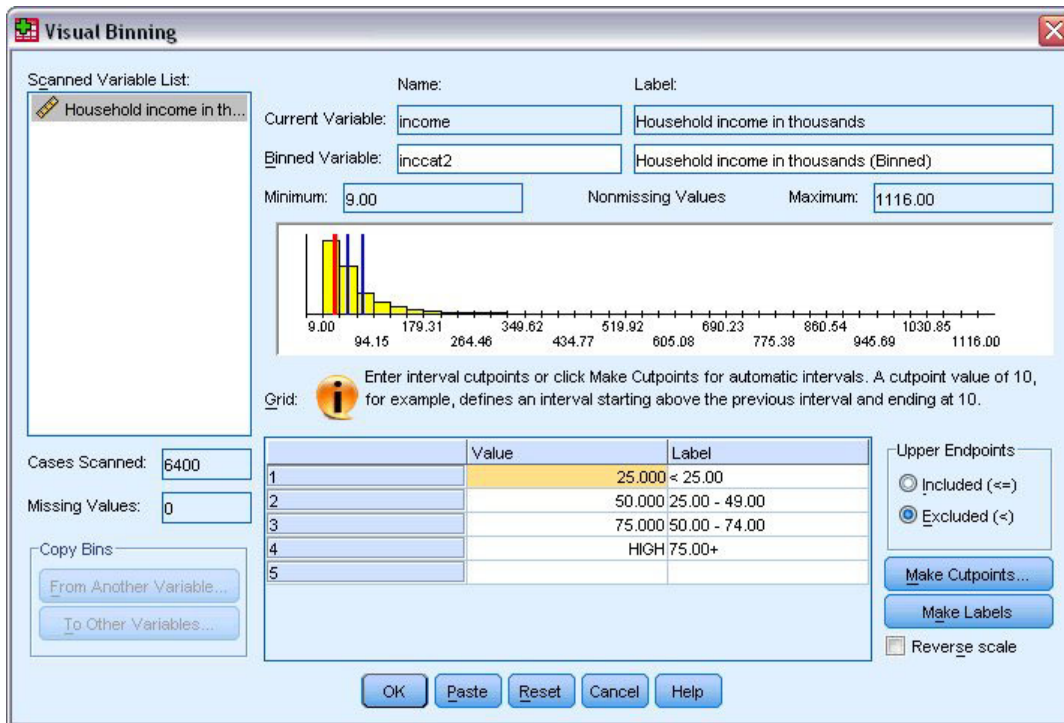 Visual Binning
Scanned Variable List:
Household income in th...
Name:
Label:
Current Variable:
income
Household income in thousands
Binned Variable:
inccat2
Household income in thousands (Binned)
Minimum:
9.00
Nonmissing Values
Maximum:
1116.00
9.00 179.31 349.62 519.92 690.23 860.54 1030.85
94.15 264.46 434.77 605.08 775.38 945.69 1116.00
Grid:
Enter interval cutpoints or click Make Cutpoints for automatic intervals. A cutpoint value of 10,
for example, defines an interval starting above the previous interval and ending at 10.
Cases Scanned:
6400
Missing Values:
0
Copy Bins
From Another Variable...
To Other Variables...
Value Label
1 25.000 < 25.00
2 50.000 25.00 - 49.00
3 75.000 50.00 - 74.00
4 HIGH 75.00+
5
Upper Endpoints
Included (<=)
Excluded (<)
Make Cutpoints...
Make Labels
Reverse scale
OK Paste Reset Cancel Help